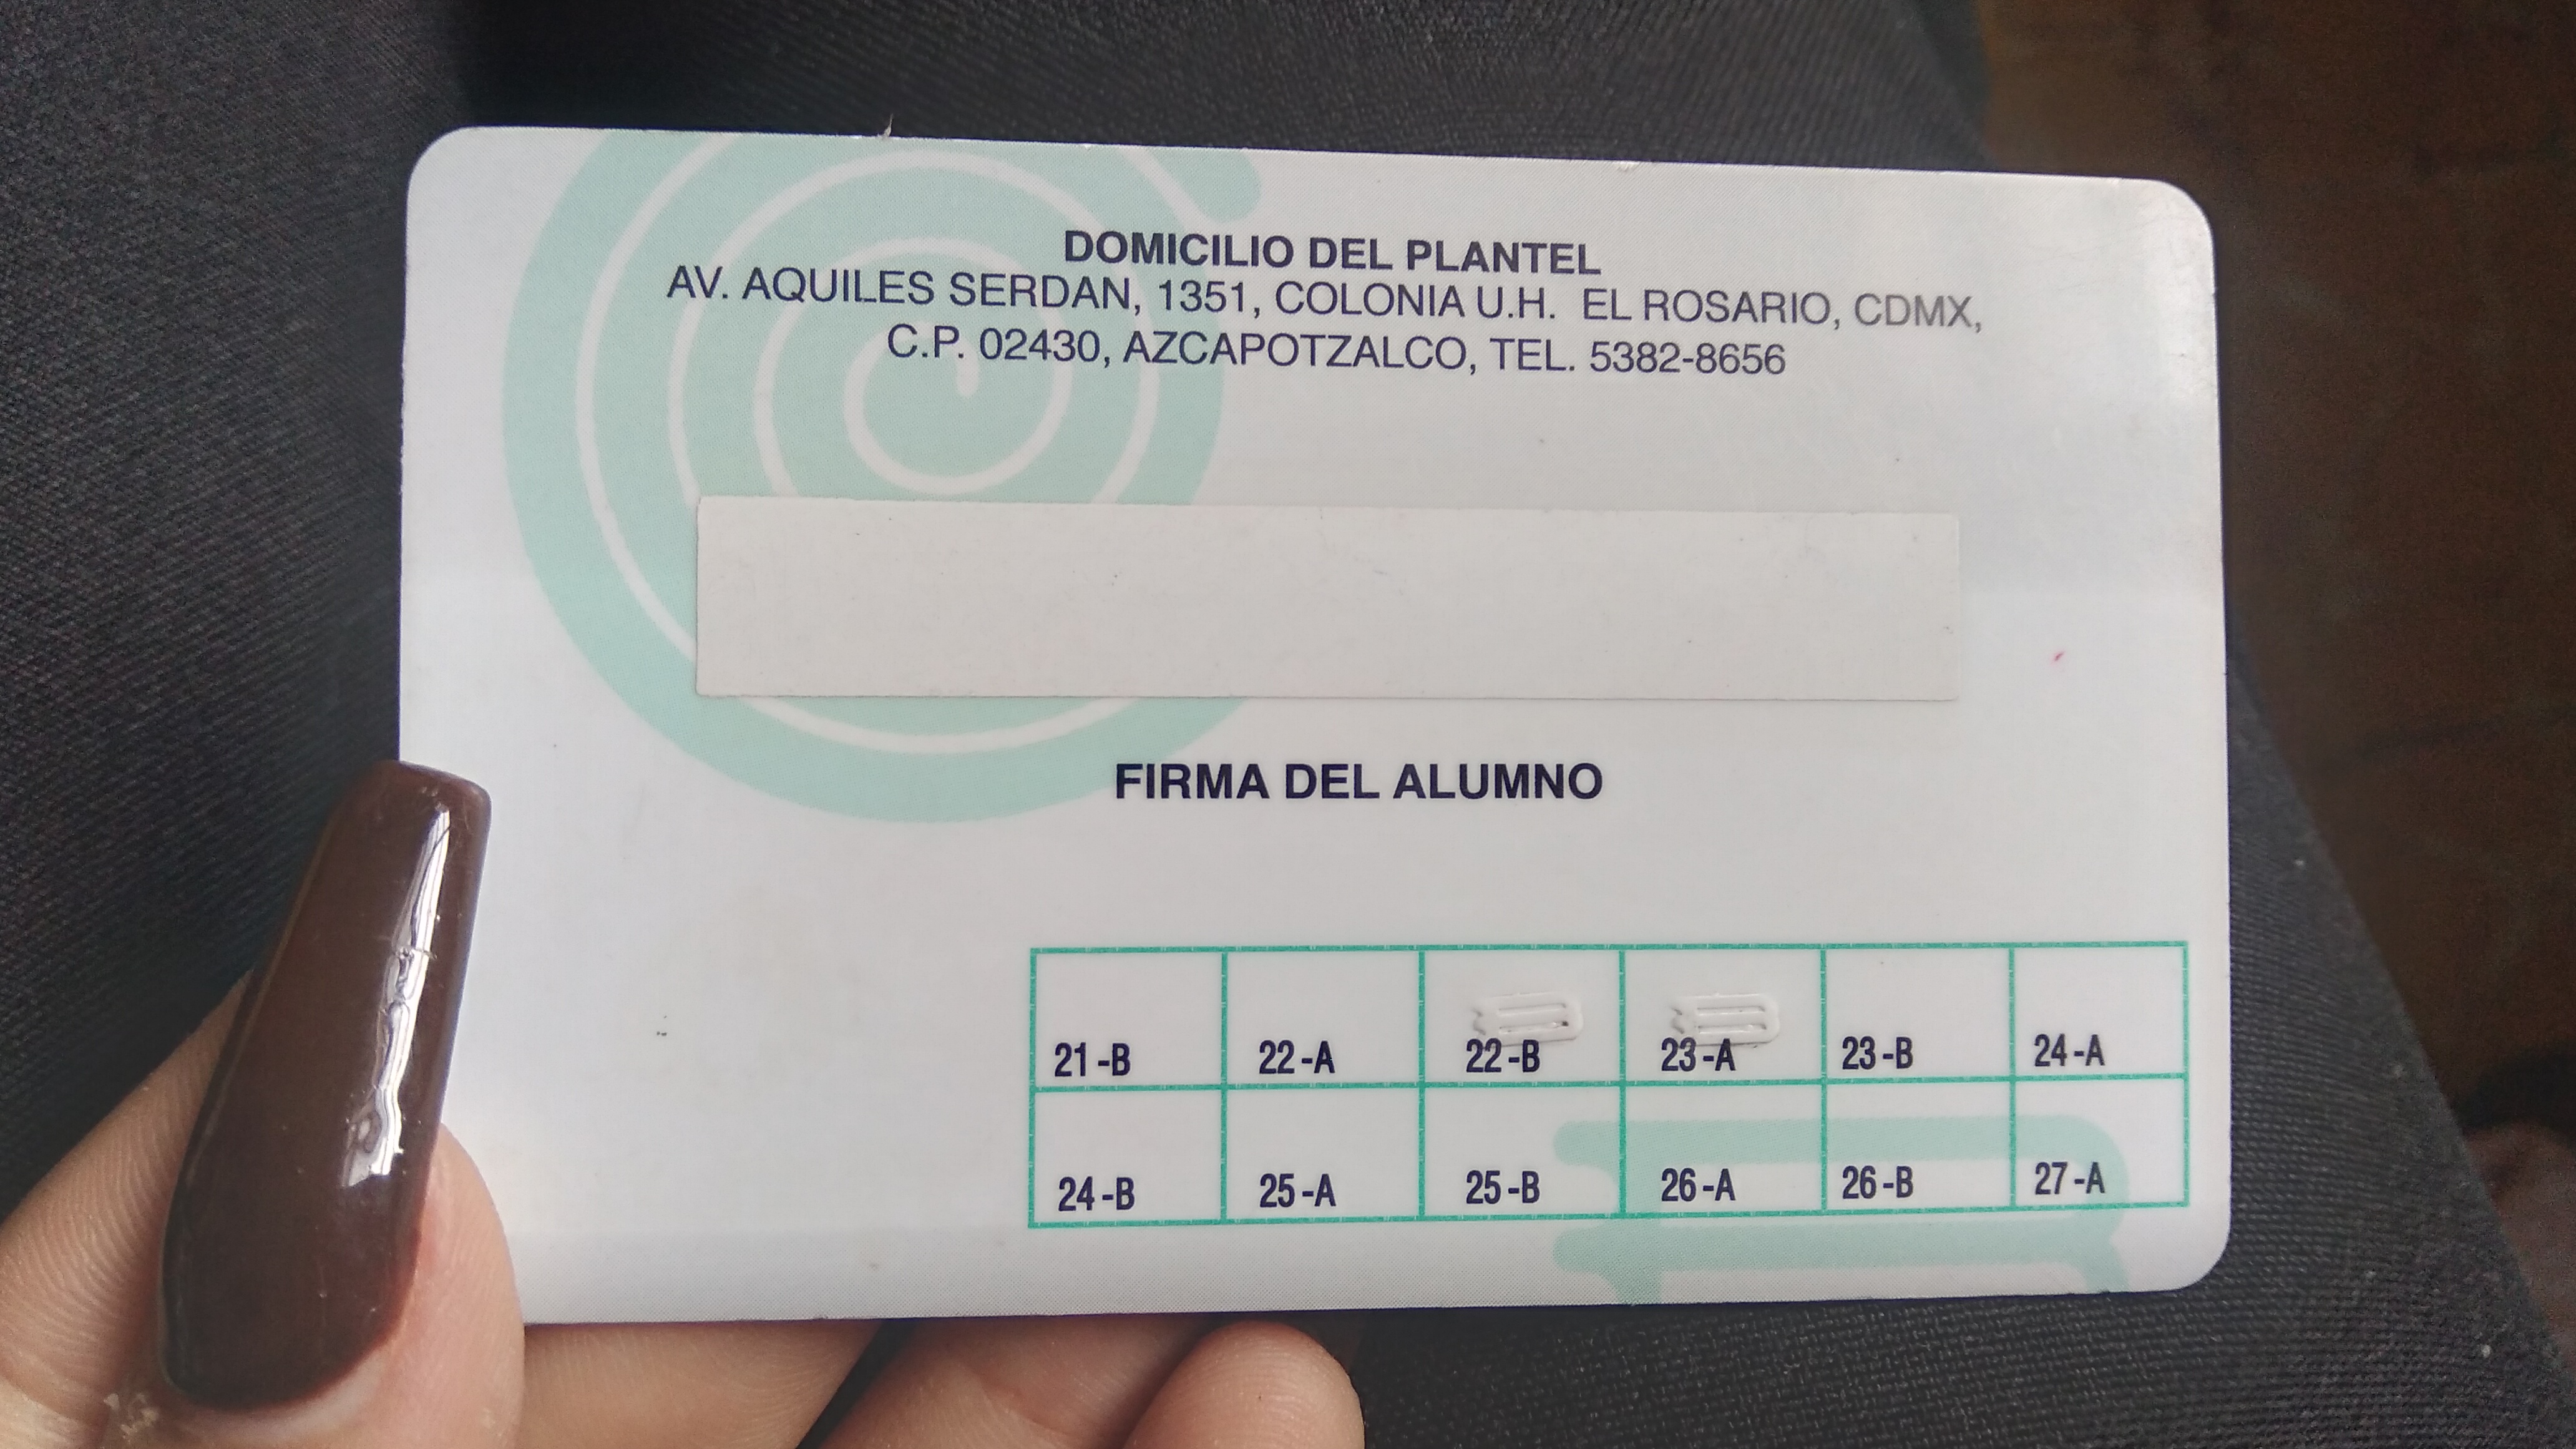 DOMICILIO DEL PLANTEL
AV. AQUILES SERDAN, 1351, COLONIA U.H. EL ROSARIO, CDMX,
C.P. 02430, AZCAPOTZALCO, TEL. 5382-8656
FIRMA DEL ALUMNO
21-B 22-A 22-B 23-A 23-B 24-A
24-B 25-A 25-B 26-A 26-B 27-A